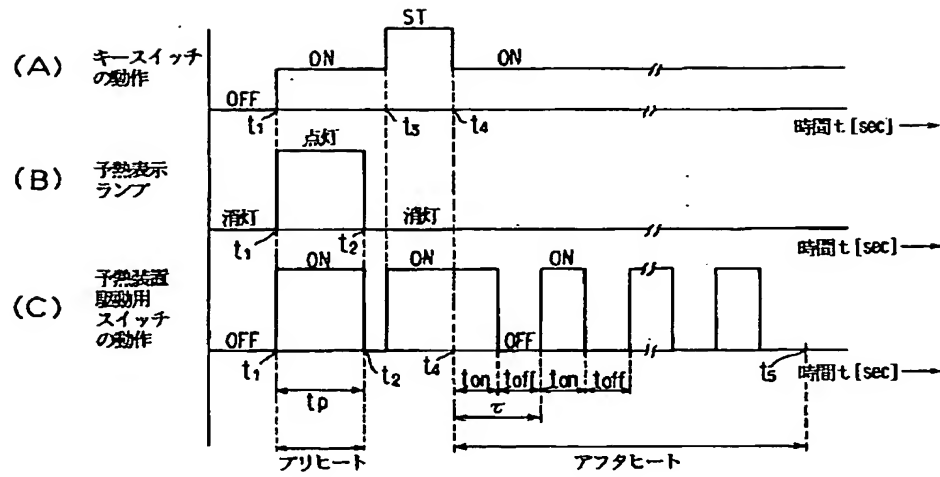 ST
(A) キースイッチ
の動作
ON
ON
OFF
t1
t3
t4
時間 t [sec]
点灯
(B) 予熱表示
ランプ
消灯
消灯
t1
t2
時間 t [sec]
ON
ON
ON
(C) 予熱装置
駆動用
スイッチ
の動作
OFF
OFF
t1
t2
t4
t5
時間 t [sec]
ton
toff
ton
toff
tp
τ
プリヒート
アフタヒート